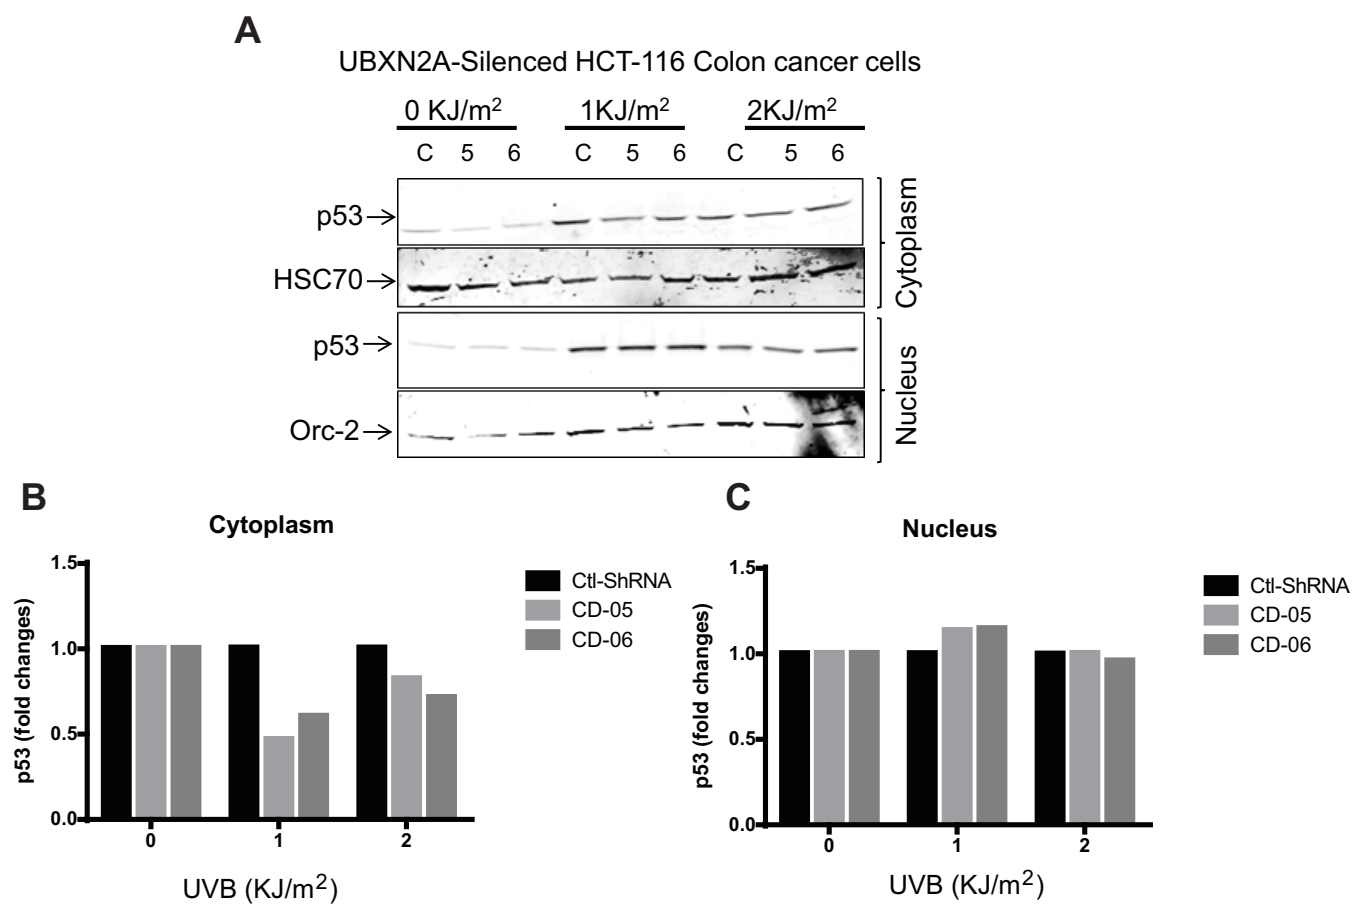 A
UBXN2A-Silenced HCT-116 Colon cancer cells
0 KJ/m²
1KJ/m²
2KJ/m²
C 5 6 C 5 6 C 5 6
p53
HSC70
Cytoplasm
p53
Orc-2
Nucleus
B
Cytoplasm
p53 (fold changes)
1.5
1.0
0.5
0.0
0 1 2
UVB (KJ/m²)
Ctl-ShRNA
CD-05
CD-06
C
Nucleus
p53 (fold changes)
1.5
1.0
0.5
0.0
0 1 2
UVB (KJ/m²)
Ctl-ShRNA
CD-05
CD-06